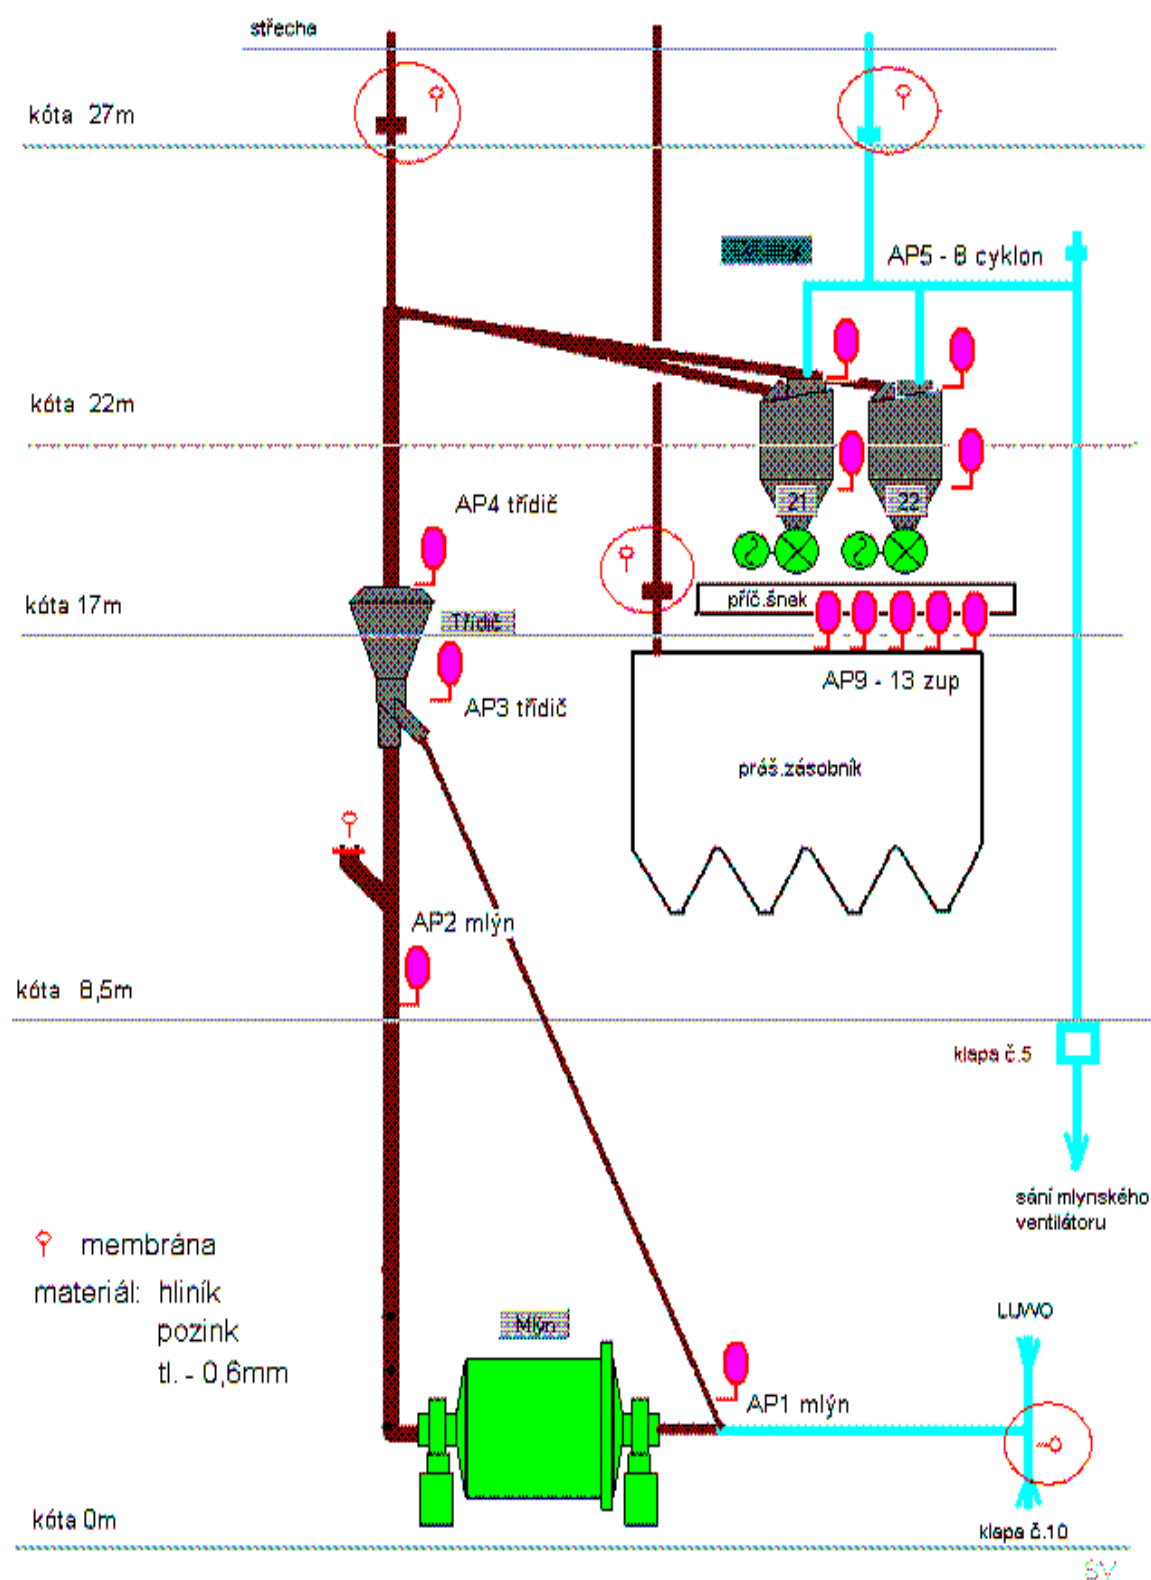 střecha
kóta 27m
AP5 - 8 cyklon
kóta 22m
AP4 třídič
21
22
kóta 17m
příč.šnek
Třídič
AP3 třídič
AP9 - 13 zup
práš.zásobník
AP2 mlýn
kóta 8,5m
klapa č.5
sání mlynského
ventilátoru
membrána
materiál: hliník
pozink
tl. - 0,6mm
Mlýn
LUVO
AP1 mlýn
kóta 0m
klapa č.10
SV